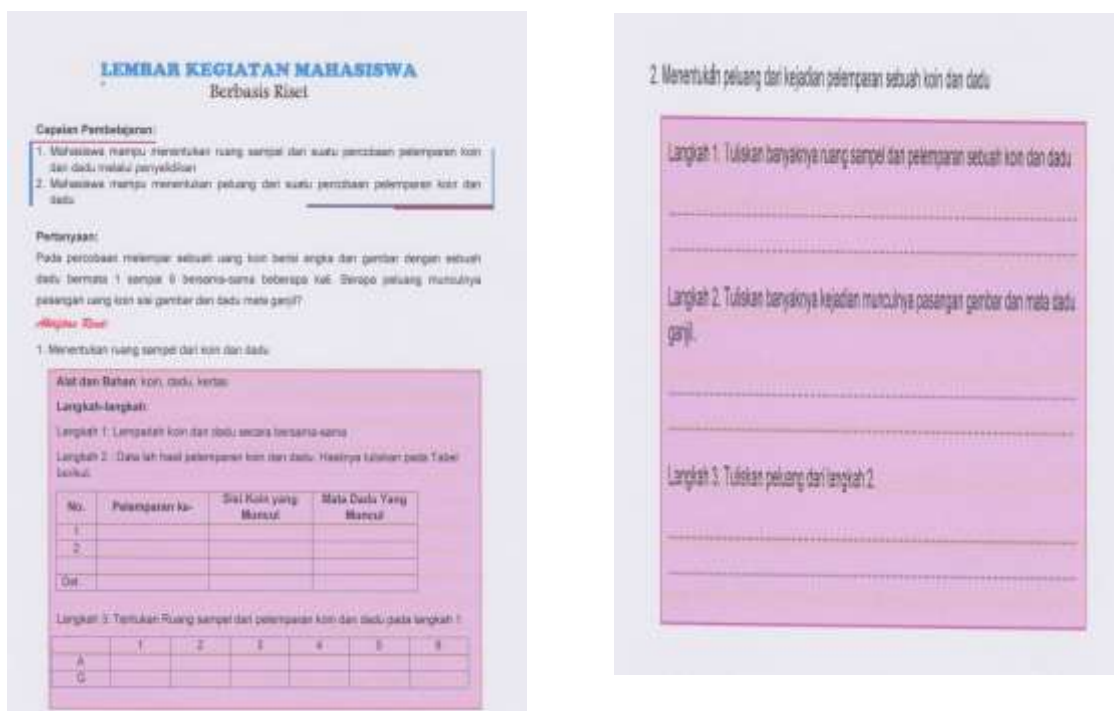 LEMBAR KEGIATAN MAHASISWA
Berbasis Riset
Capaian Pembelajaran:
1. Mahasiswa mampu menentukan ruang sampel dari suatu percobaan pelemparan koin
dan dadu melalui penyelidikan
2. Mahasiswa mampu menentukan peluang dari suatu percobaan pelemparan koin dan
dadu
Pertanyaan:
Pada percobaan melempar sebuah uang koin berisi angka dan gambar dengan sebuah
dadu bermata 1 sampai 6 bersama-sama beberapa kali. Berapa peluang munculnya
pasangan uang koin sisi gambar dan dadu mata ganjil?
Aktifitas Riset
1. Menentukan ruang sampel dari koin dan dadu
Alat dan Bahan: koin, dadu, kertas
Langkah-langkah:
Langkah 1: Lemparlah koin dan dadu secara bersama-sama
Langkah 2 : Data lah hasil pelemparan koin dan dadu. Hasilnya tuliskan pada Tabel
berikut.
No. Pelemparan ke- Sisi Koin yang Muncul Mata Dadu Yang Muncul
1
2
Dst.
Langkah 3: Tentukan Ruang sampel dari pelemparan koin dan dadu pada langkah 1
1 2 3 4 5 6
A
G
2. Menentukan peluang dari kejadian pelemparan sebuah koin dan dadu
Langkah 1. Tuliskan banyaknya ruang sampel dari pelemparan sebuah koin dan dadu
Langkah 2. Tuliskan banyaknya kejadian munculnya pasangan gambar dan mata dadu
ganjil.
Langkah 3. Tuliskan peluang dari langkah 2.